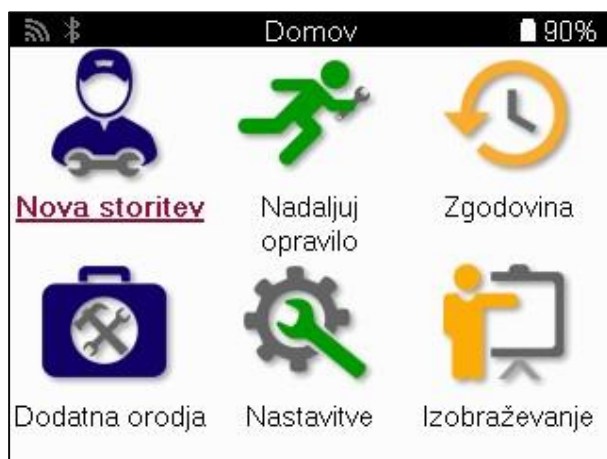 Domov
90%
Nova storitev
Nadaljuj
opravilo
Zgodovina
Dodatna orodja
Nastavitve
Izobraževanje